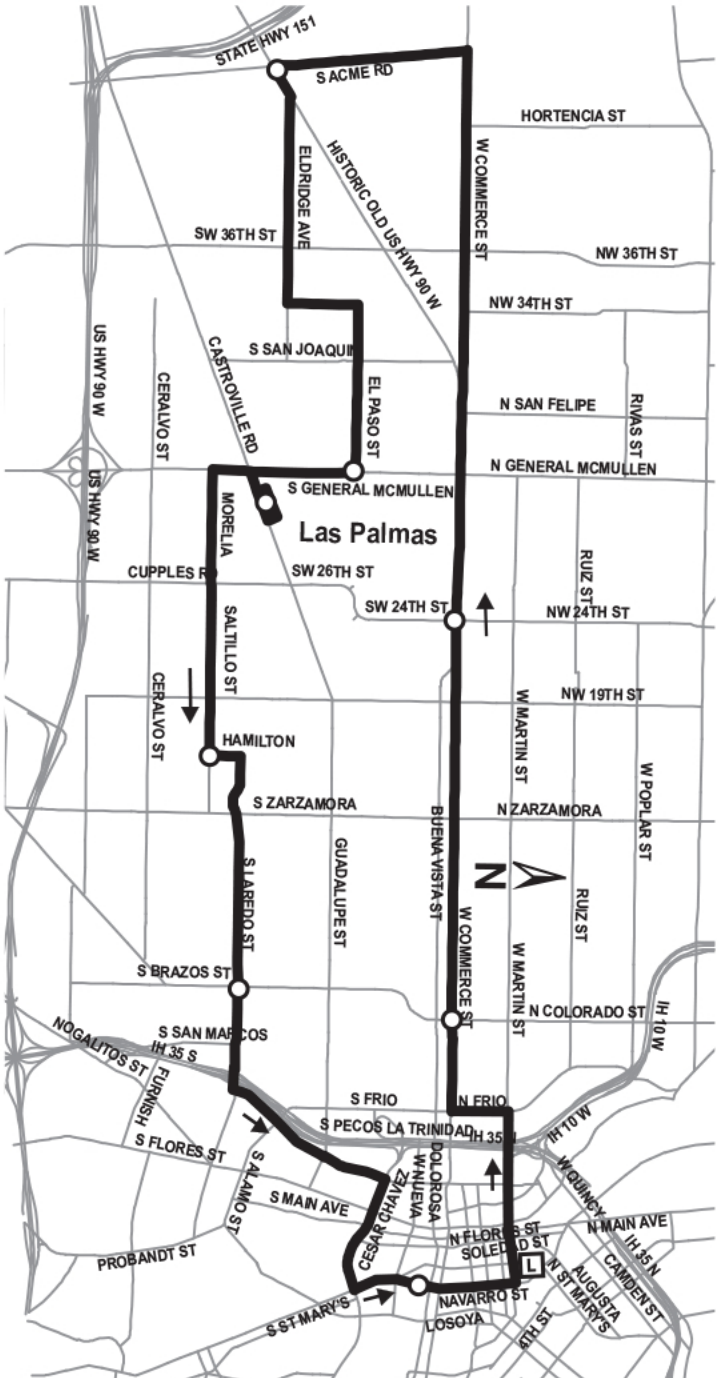 STATE HWY 151
S ACME RD
HORTENCIA ST
W COMMERCE ST
HISTORIC OLD US HWY 90 W
ELDRIDGE AVE
SW 36TH ST
NW 36TH ST
NW 34TH ST
US HWY 90 W
CASTROVILLE RD
S SAN JOAQUIN
CERALVO ST
EL PASO ST
N SAN FELIPE
RIVAS ST
N GENERAL MCMULLEN
S GENERAL MCMULLEN
US HWY 90 W
MORELIA
Las Palmas
RUIZ ST
CUPPLES RD
SW 26TH ST
SW 24TH ST
NW 24TH ST
SALTILLO ST
CERALVO ST
NW 19TH ST
W MARTIN ST
HAMILTON
W POPLAR ST
S ZARZAMORA
N ZARZAMORA
BUENA VISTA ST
GUADALUPE ST
N
S LAREDO ST
RUIZ ST
W COMMERCE ST
W MARTIN ST
S BRAZOS ST
N COLORADO ST
IH 10 W
NOGALITOS ST
S SAN MARCOS
IH 35 S
FURNISH
S FRIO
N FRIO
S PECOS LA TRINIDAD
IH 35 N
IH 10 W
S FLORES ST
S ALAMO ST
DOLOROSA
W NUEVA
CESAR CHAVEZ
W QUINCY
S MAIN AVE
N FLORES ST
N MAIN AVE
SOLEDAD ST
IH 35 N
PROBANDT ST
L
N ST MARY'S
AUGUSTA
CAMDEN ST
NAVARRO ST
S ST MARY'S
LOSOYA
4TH ST